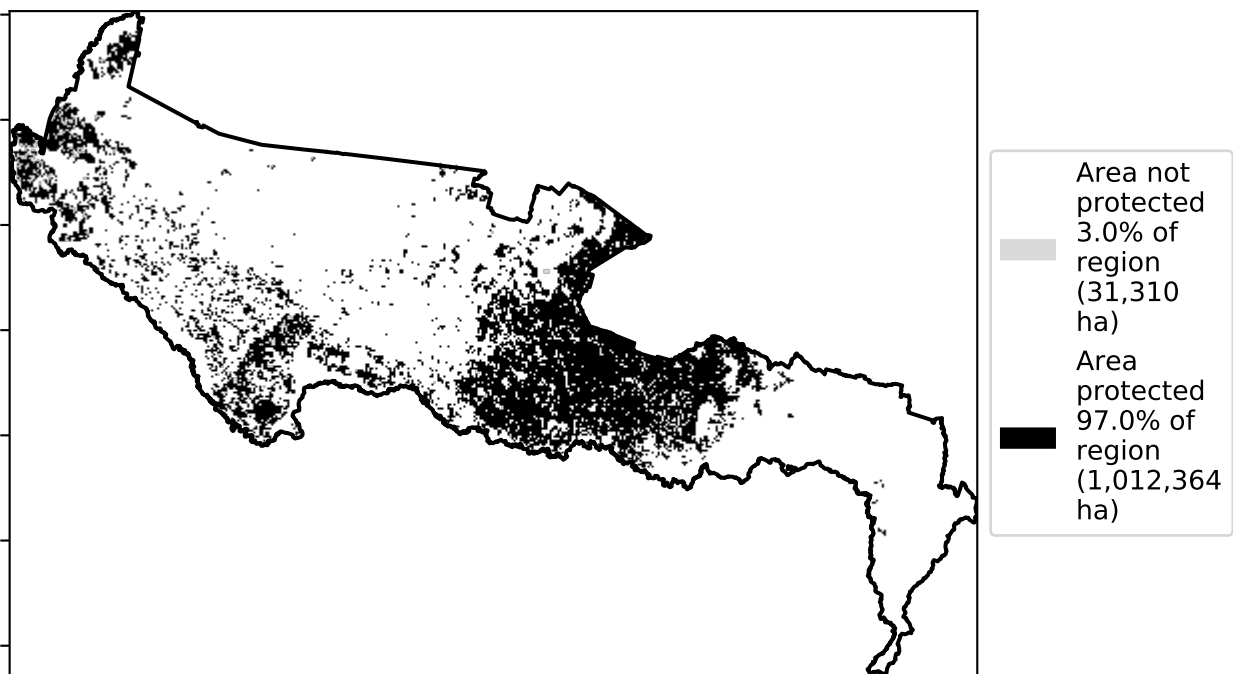 Area not
protected
3.0% of
region
(31,310
ha)
Area
protected
97.0% of
region
(1,012,364
ha)